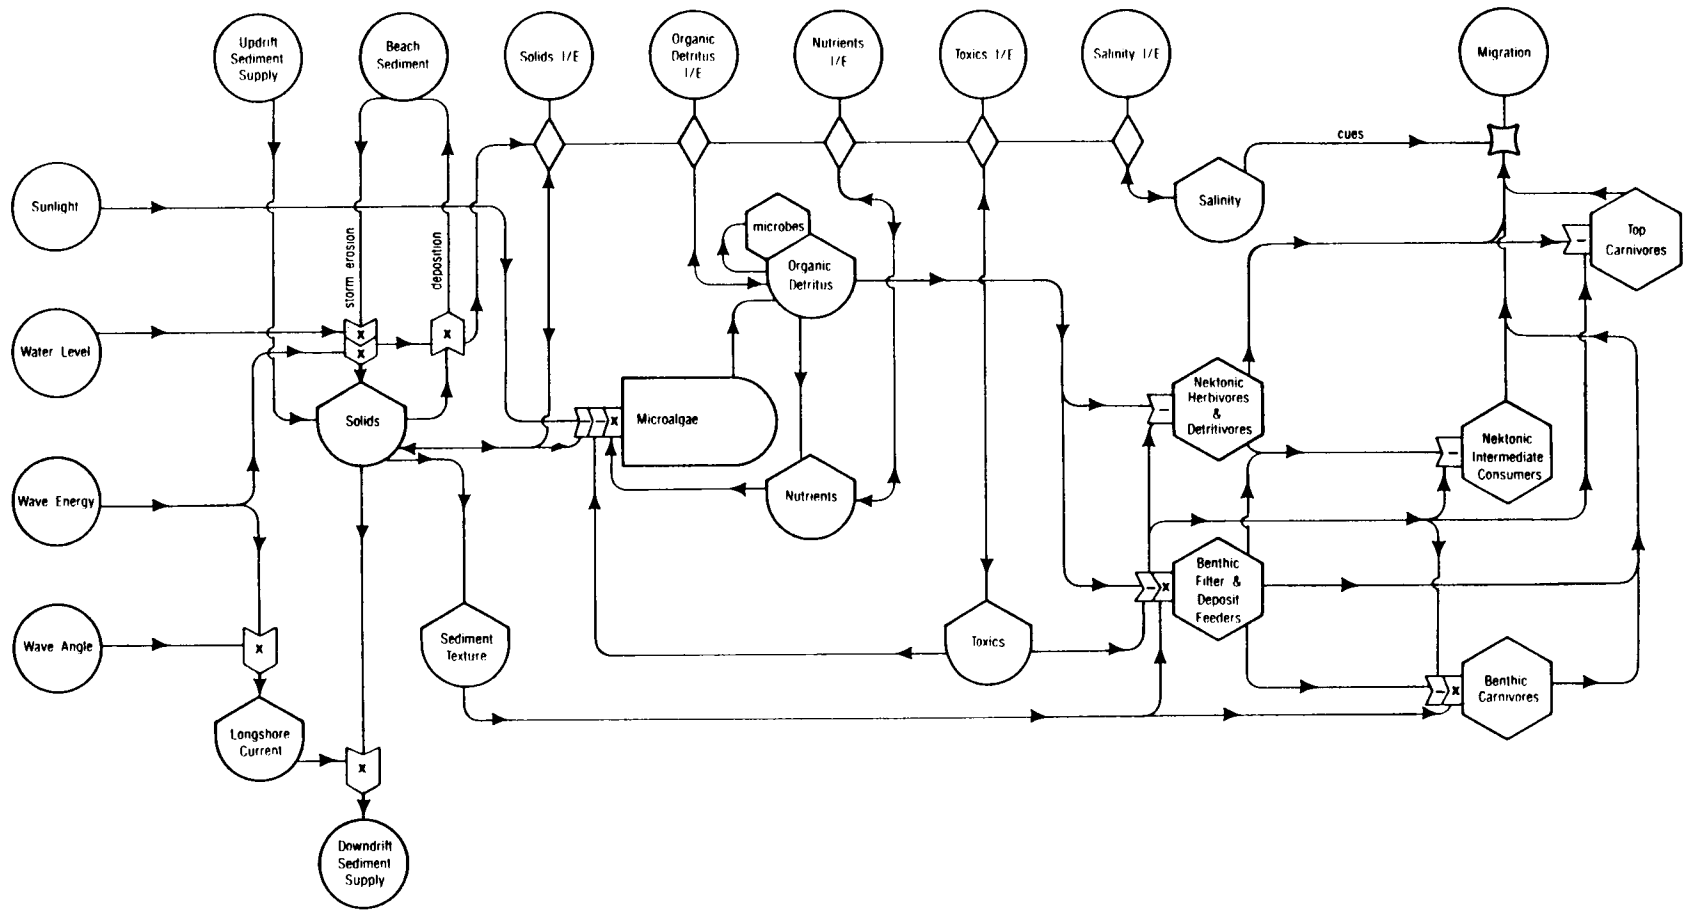 Updrift
Sediment
Supply
Beach
Sediment
Solids I/E
Organic
Detritus
I/E
Nutrients
I/E
Toxics I/E
Salinity I/E
Migration
cues
Sunlight
storm erosion
deposition
microbes
Organic
Detritus
Salinity
Top
Carnivores
-
Water Level
x
x
x
Solids
- - x
Microalgae
-
Nektonic
Herbivores
&
Detritivores
-
Nektonic
Intermediate
Consumers
Wave Energy
Nutrients
- x
Benthic
Filter &
Deposit
Feeders
Wave Angle
x
Sediment
Texture
Toxics
- x
Benthic
Carnivores
Longshore
Current
x
Downdrift
Sediment
Supply